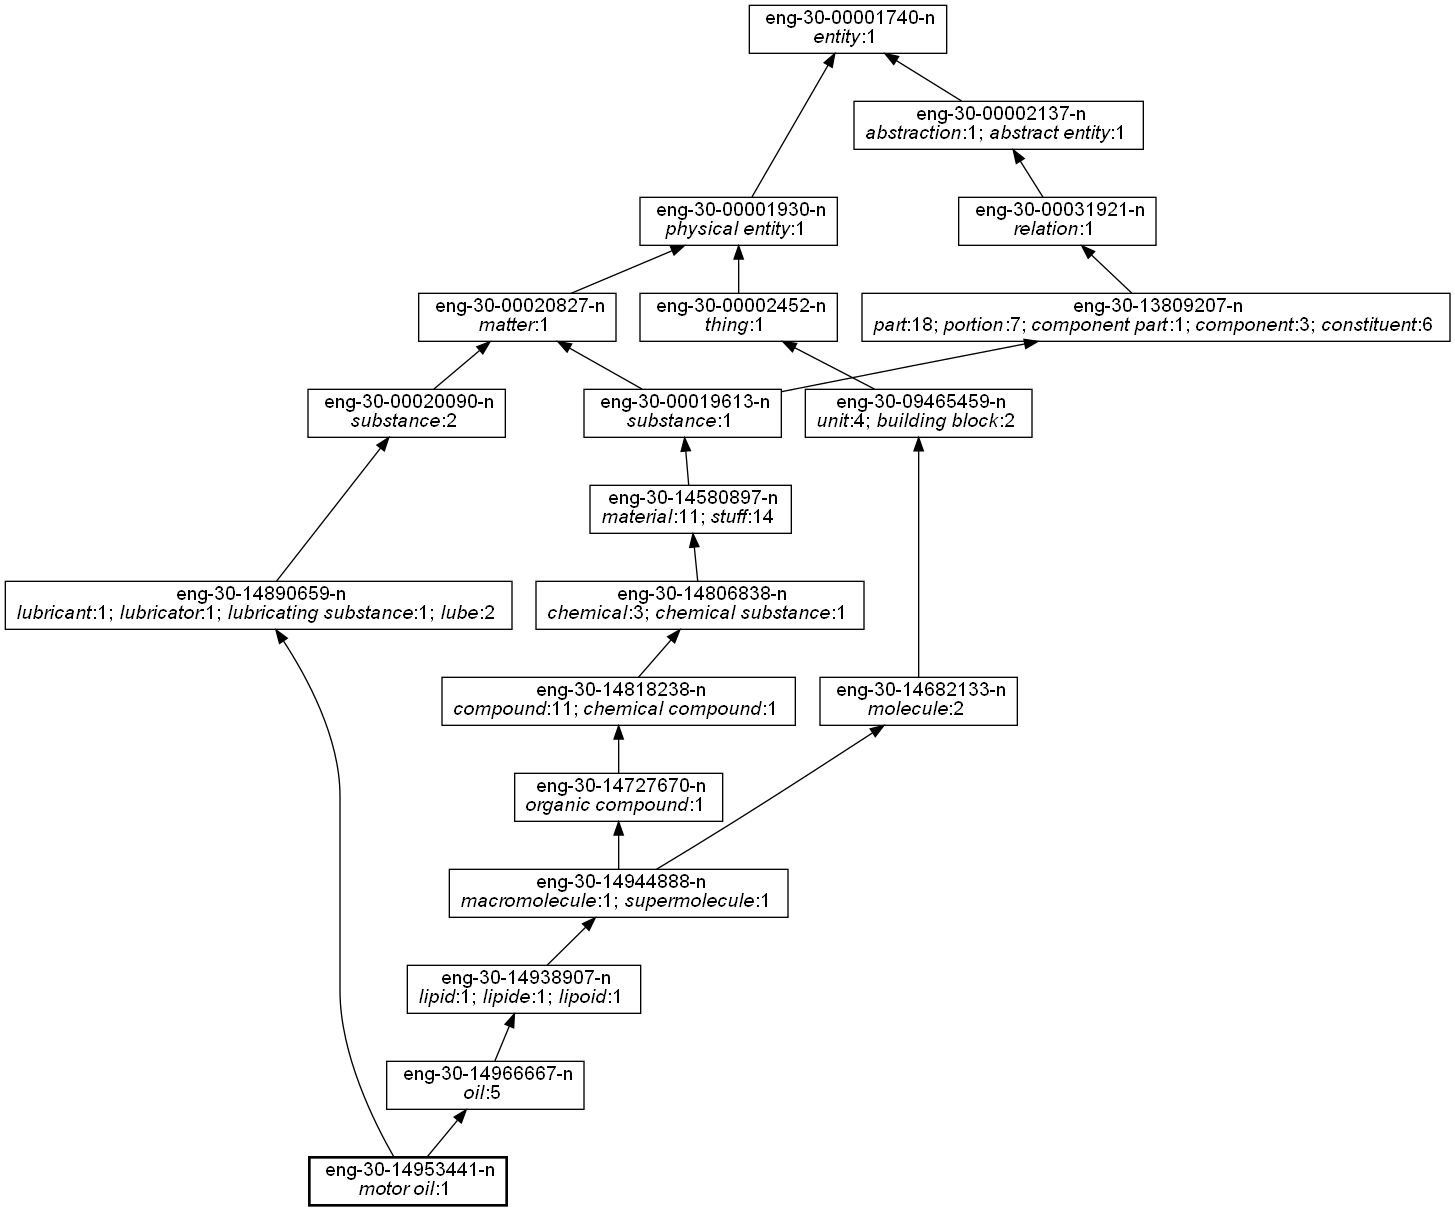 eng-30-00001740-n
entity:1
eng-30-00002137-n
abstraction:1; abstract entity:1
eng-30-00001930-n
physical entity:1
eng-30-00031921-n
relation:1
eng-30-00020827-n
matter:1
eng-30-00002452-n
thing:1
eng-30-13809207-n
part:18; portion:7; component part:1; component:3; constituent:6
eng-30-00020090-n
substance:2
eng-30-00019613-n
substance:1
eng-30-09465459-n
unit:4; building block:2
eng-30-14580897-n
material:11; stuff:14
eng-30-14890659-n
lubricant:1; lubricator:1; lubricating substance:1; lube:2
eng-30-14806838-n
chemical:3; chemical substance:1
eng-30-14818238-n
compound:11; chemical compound:1
eng-30-14682133-n
molecule:2
eng-30-14727670-n
organic compound:1
eng-30-14944888-n
macromolecule:1; supermolecule:1
eng-30-14938907-n
lipid:1; lipide:1; lipoid:1
eng-30-14966667-n
oil:5
eng-30-14953441-n
motor oil:1